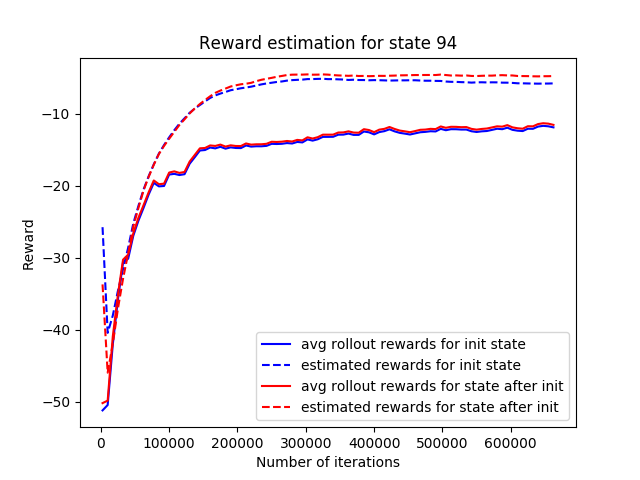 Reward estimation for state 94
Reward
−10
−20
−30
−40
−50
avg rollout rewards for init state
estimated rewards for init state
avg rollout rewards for state after init
estimated rewards for state after init
0 100000 200000 300000 400000 500000 600000
Number of iterations